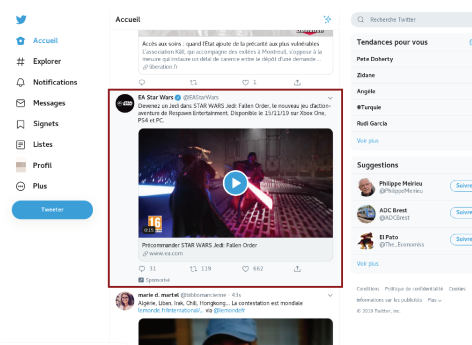 Accueil
Explorer
Notifications
Messages
Signets
Listes
Profil
Plus
Tweeter
Accueil
Accès aux soins : quand l'État ajoute de la précarité aux plus vulnérables
L'association Kâlî, qui accompagne des exilées à Montreuil, s'oppose à la
mesure qui instaure un délai de carence entre le dépôt d'une demande...
liberation.fr
1
EA Star Wars @EAStarWars
Devenez un Jedi dans STAR WARS Jedi: Fallen Order, le nouveau jeu d'action-
aventure de Respawn Entertainment. Disponible le 15/11/19 sur Xbox One,
PS4 et PC.
16
0:15
Précommander STAR WARS Jedi: Fallen Order
www.ea.com
31 119 662
Sponsorisé
marie d. martel @bibliomancienne · 41s
Algérie, Liban, Irak, Chili, Hongkong... La contestation est mondiale
lemonde.fr/international/... via @lemondefr
Recherche Twitter
Tendances pour vous
Pete Doherty
Zidane
Angèle
#Turquie
Rudi Garcia
Voir plus
Suggestions
Philippe Meirieu
@PhilippeMeirieu
Suivre
ADC Brest
@ADCBrest
Suivre
El Pato
@The_Economiss
Suivre
Voir plus
Conditions Politique de confidentialité Cookies
Informations sur les publicités Plus
© 2019 Twitter, Inc.